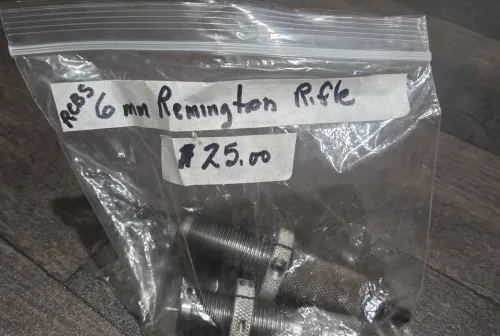 RCBS 6mm Remington Rifle
$25.00